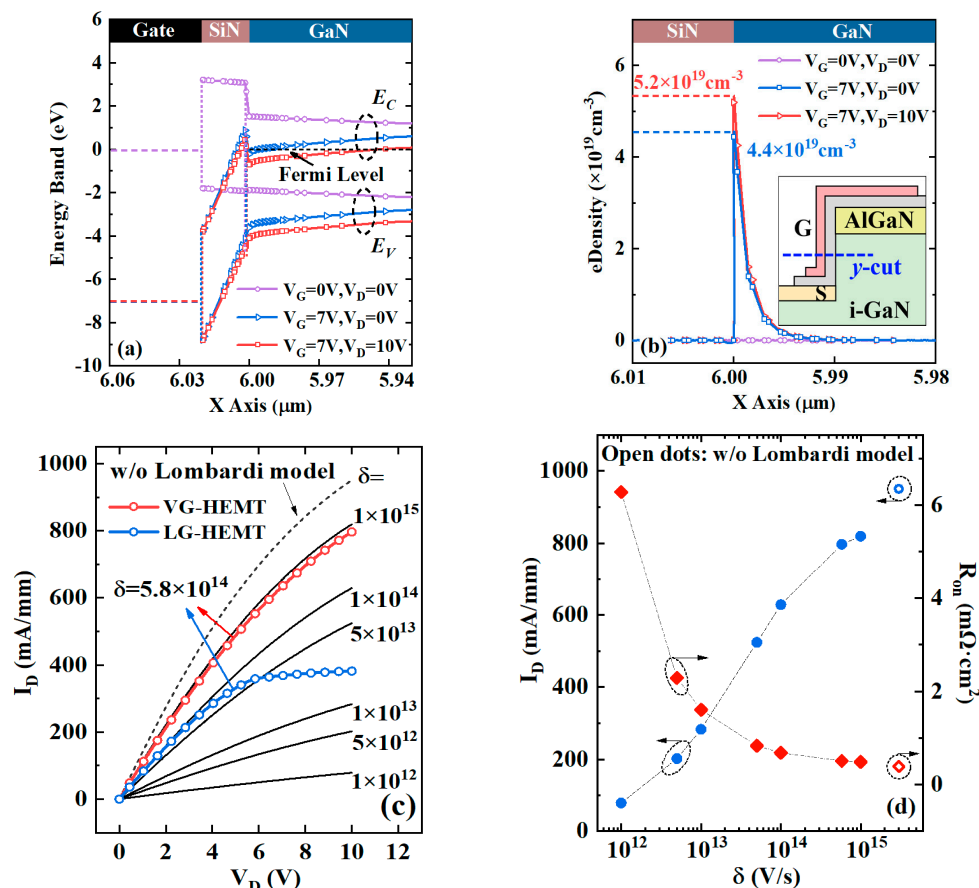 Gate SiN GaN
6
4
2
0
-2
-4
-6
-8
-10
Energy Band (eV)
E_C
Fermi Level
E_V
V_G=0V,V_D=0V
V_G=7V,V_D=0V
V_G=7V,V_D=10V
(a)
6.06 6.03 6.00 5.97 5.94
X Axis (μm)
SiN GaN
6
4
2
0
eDensity (×10^19 cm^-3)
5.2×10^19cm^-3
4.4×10^19cm^-3
V_G=0V,V_D=0V
V_G=7V,V_D=0V
V_G=7V,V_D=10V
G
AlGaN
y-cut
S
i-GaN
(b)
6.01 6.00 5.99 5.98
X Axis (μm)
1000
800
600
400
200
0
I_D (mA/mm)
w/o Lombardi model
δ=
VG-HEMT
LG-HEMT
1×10^15
δ=5.8×10^14
1×10^14
5×10^13
1×10^13
5×10^12
1×10^12
(c)
0 2 4 6 8 10
V_D (V)
Open dots: w/o Lombardi model
1000
800
600
400
200
0
I_D (mA/mm)
6
4
2
0
R_on (mΩ·cm^2)
(d)
10^12 10^13 10^14 10^15
δ (V/s)